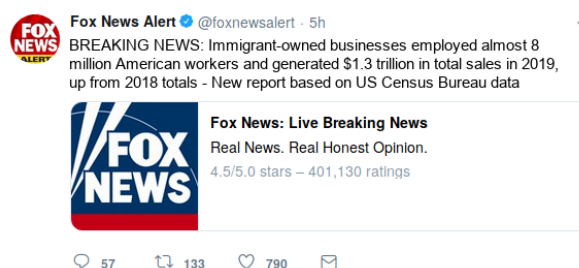 Fox News Alert @foxnewsalert · 5h
BREAKING NEWS: Immigrant-owned businesses employed almost 8
million American workers and generated $1.3 trillion in total sales in 2019,
up from 2018 totals - New report based on US Census Bureau data
FOX
NEWS
ALERT
FOX
NEWS
Fox News: Live Breaking News
Real News. Real Honest Opinion.
4.5/5.0 stars – 401,130 ratings
57 133 790